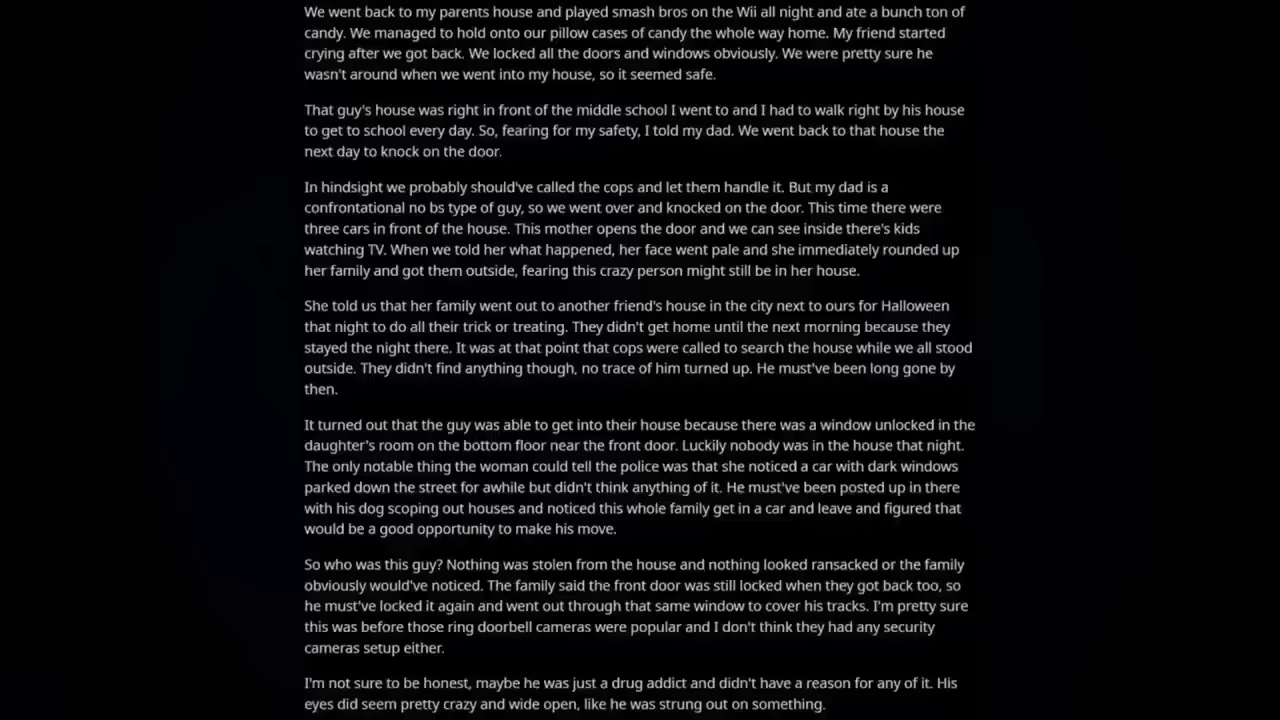 We went back to my parents house and played smash bros on the Wii all night and ate a bunch ton of
candy. We managed to hold onto our pillow cases of candy the whole way home. My friend started
crying after we got back. We locked all the doors and windows obviously. We were pretty sure he
wasn't around when we went into my house, so it seemed safe.
That guy's house was right in front of the middle school I went to and I had to walk right by his house
to get to school every day. So, fearing for my safety, I told my dad. We went back to that house the
next day to knock on the door.
In hindsight we probably should've called the cops and let them handle it. But my dad is a
confrontational no bs type of guy, so we went over and knocked on the door. This time there were
three cars in front of the house. This mother opens the door and we can see inside there's kids
watching TV. When we told her what happened, her face went pale and she immediately rounded up
her family and got them outside, fearing this crazy person might still be in her house.
She told us that her family went out to another friend's house in the city next to ours for Halloween
that night to do all their trick or treating. They didn't get home until the next morning because they
stayed the night there. It was at that point that cops were called to search the house while we all stood
outside. They didn't find anything though, no trace of him turned up. He must've been long gone by
then.
It turned out that the guy was able to get into their house because there was a window unlocked in the
daughter's room on the bottom floor near the front door. Luckily nobody was in the house that night.
The only notable thing the woman could tell the police was that she noticed a car with dark windows
parked down the street for awhile but didn't think anything of it. He must've been posted up in there
with his dog scoping out houses and noticed this whole family get in a car and leave and figured that
would be a good opportunity to make his move.
So who was this guy? Nothing was stolen from the house and nothing looked ransacked or the family
obviously would've noticed. The family said the front door was still locked when they got back too, so
he must've locked it again and went out through that same window to cover his tracks. I'm pretty sure
this was before those ring doorbell cameras were popular and I don't think they had any security
cameras setup either.
I'm not sure to be honest, maybe he was just a drug addict and didn't have a reason for any of it. His
eyes did seem pretty crazy and wide open, like he was strung out on something.